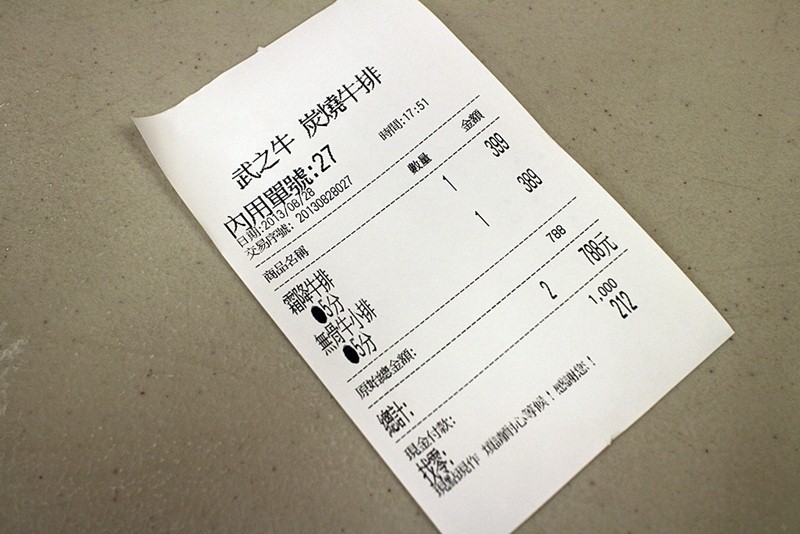 武之牛 炭燒牛排
內用單號:27
日期:2013/08/28 時間:17:51
交易序號: 20130828027
商品名稱 數量 金額
霜降牛排 1 399
●5分
無骨牛小排 1 389
●5分
原始總金額: 788
總計: 2 788元
現金付款: 1,000
找零: 212
現點現作 煩請耐心等候！感謝您！